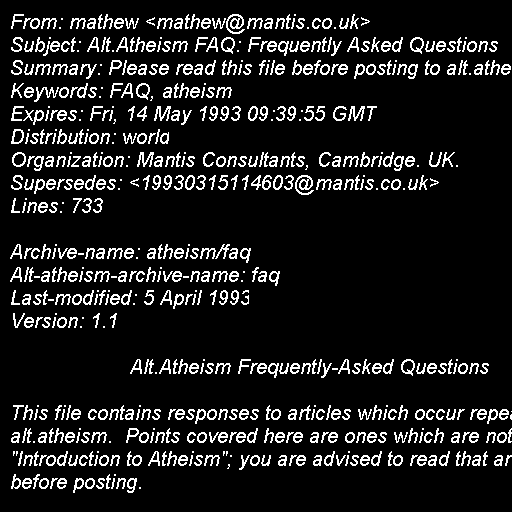 From: mathew <mathew@mantis.co.uk>
Subject: Alt.Atheism FAQ: Frequently Asked Questions
Summary: Please read this file before posting to alt.athe
Keywords: FAQ, atheism
Expires: Fri, 14 May 1993 09:39:55 GMT
Distribution: world
Organization: Mantis Consultants, Cambridge. UK.
Supersedes: <19930315114603@mantis.co.uk>
Lines: 733

Archive-name: atheism/faq
Alt-atheism-archive-name: faq
Last-modified: 5 April 1993
Version: 1.1

Alt.Atheism Frequently-Asked Questions

This file contains responses to articles which occur repea
alt.atheism.  Points covered here are ones which are not
"Introduction to Atheism"; you are advised to read that ar
before posting.